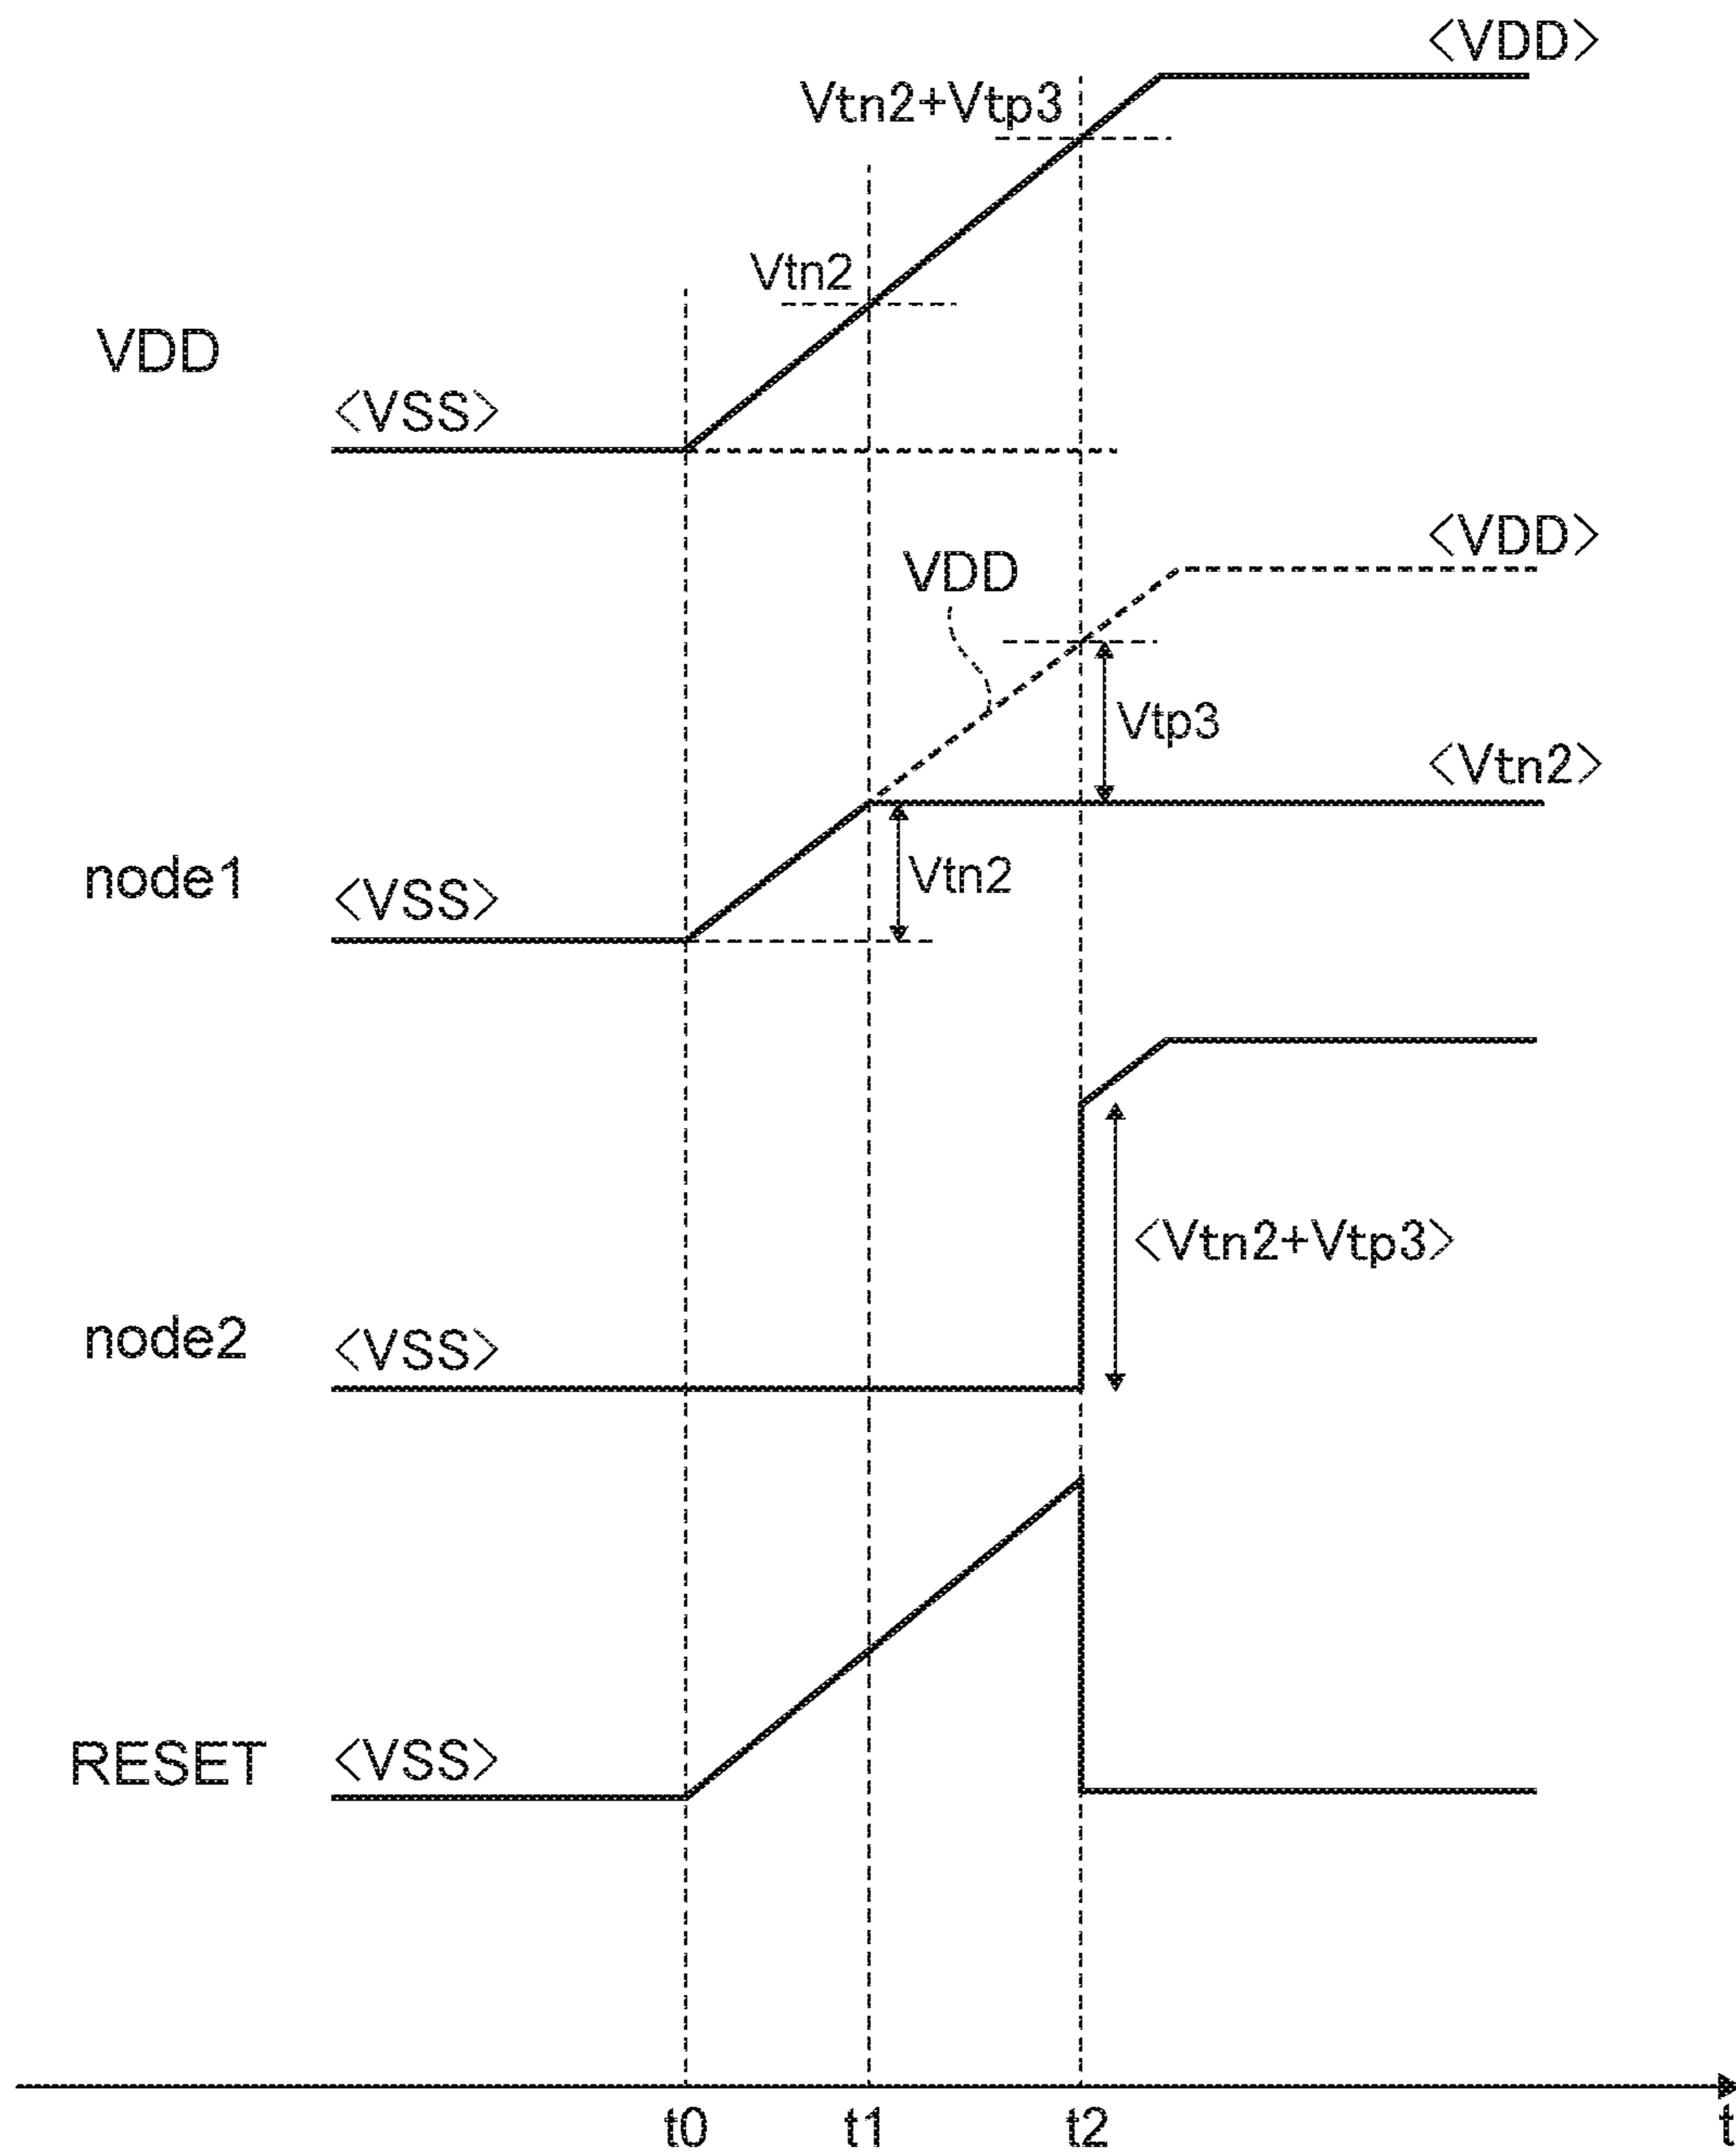 <VDD>
Vtn2+Vtp3
Vtn2
VDD
<VSS>
<VDD>
VDD
Vtp3
<Vtn2>
node1
<VSS>
Vtn2
<Vtn2+Vtp3>
node2
<VSS>
RESET
<VSS>
t0 t1 t2 t